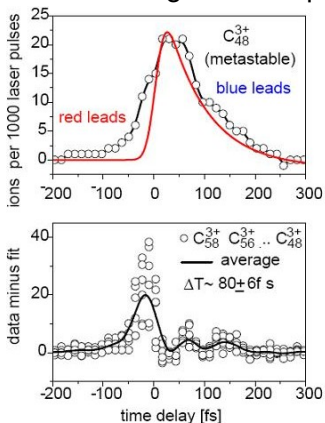 ions per 1000 laser pulses
25
20
15
10
5
0
C48 3+
(metastable)
red leads
blue leads
-200 -100 0 100 200 300
data minus fit
40
20
0
C58 3+ C56 3+ .. C48 3+
average
ΔT~ 80±6f s
-200 -100 0 100 200 300
time delay [fs]